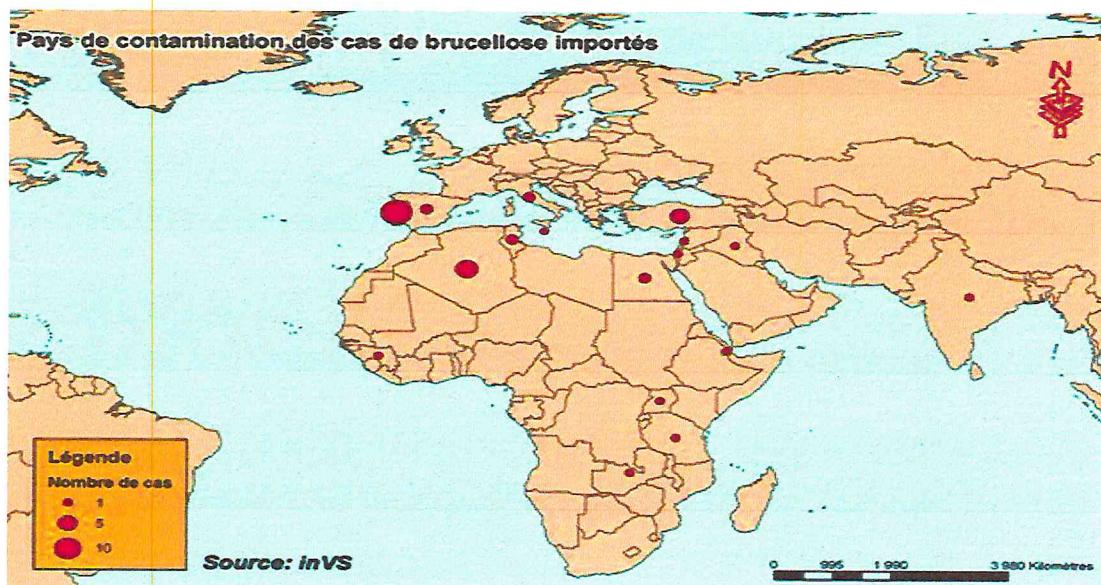 Pays de contamination des cas de brucellose importés
N
Légende
Nombre de cas
1
5
10
Source: inVS
0 995 1 990 3 980 Kilomètres